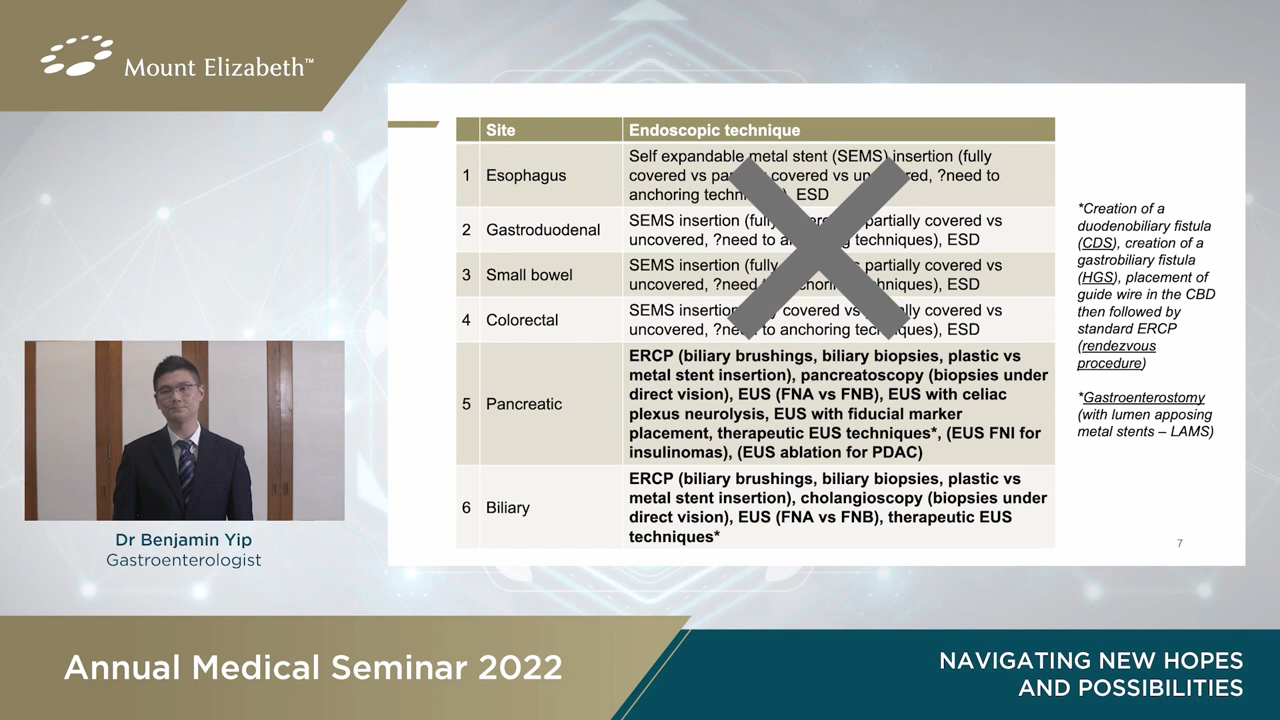 Mount Elizabeth™
Site Endoscopic technique
1 Esophagus
Self expandable metal stent (SEMS) insertion (fully
covered vs covered vs uncovered, ?need to
anchoring ESD
2 Gastroduodenal
SEMS insertion partially covered vs
uncovered, ?need to techniques), ESD
3 Small bowel
SEMS insertion (fully partially covered vs
uncovered, ESD
4 Colorectal
SEMS insertion covered vs covered vs
uncovered, to anchoring techniques), ESD
5 Pancreatic
ERCP (biliary brushings, biliary biopsies, plastic vs
metal stent insertion), pancreatoscopy (biopsies under
direct vision), EUS (FNA vs FNB), EUS with celiac
plexus neurolysis, EUS with fiducial marker
placement, therapeutic EUS techniques*, (EUS FNI for
insulinomas), (EUS ablation for PDAC)
6 Biliary
ERCP (biliary brushings, biliary biopsies, plastic vs
metal stent insertion), cholangioscopy (biopsies under
direct vision), EUS (FNA vs FNB), therapeutic EUS
techniques*
*Creation of a
duodenobiliary fistula
(CDS), creation of a
gastrobiliary fistula
(HGS), placement of
guide wire in the CBD
then followed by
standard ERCP
(rendezvous
procedure)
*Gastroenterostomy
(with lumen apposing
metal stents – LAMS)
7
Dr Benjamin Yip
Gastroenterologist
Annual Medical Seminar 2022
NAVIGATING NEW HOPES
AND POSSIBILITIES